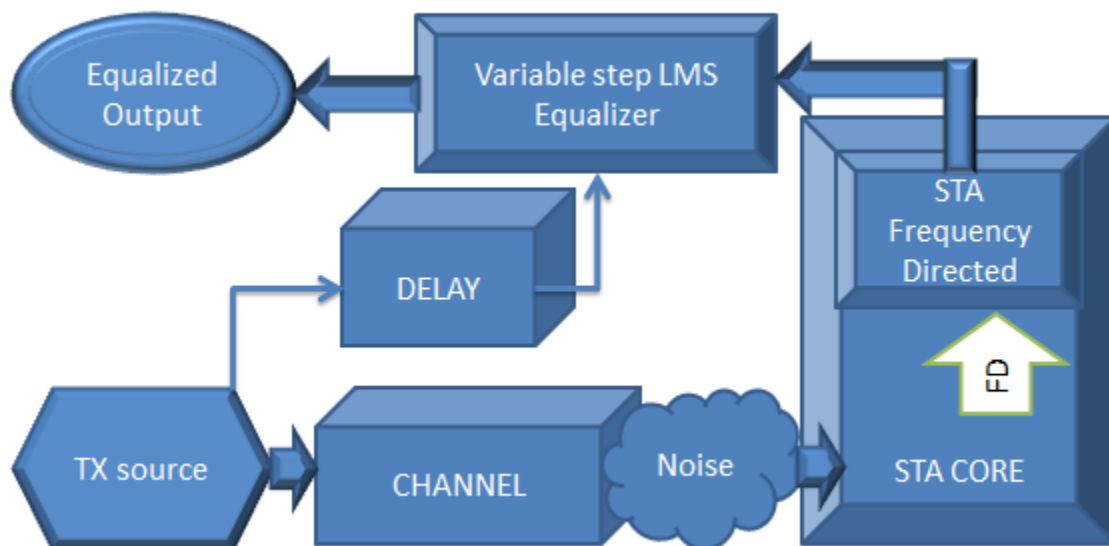 Equalized
Output
Variable step LMS
Equalizer
STA
Frequency
Directed
DELAY
FD
TX source
CHANNEL
Noise
STA CORE